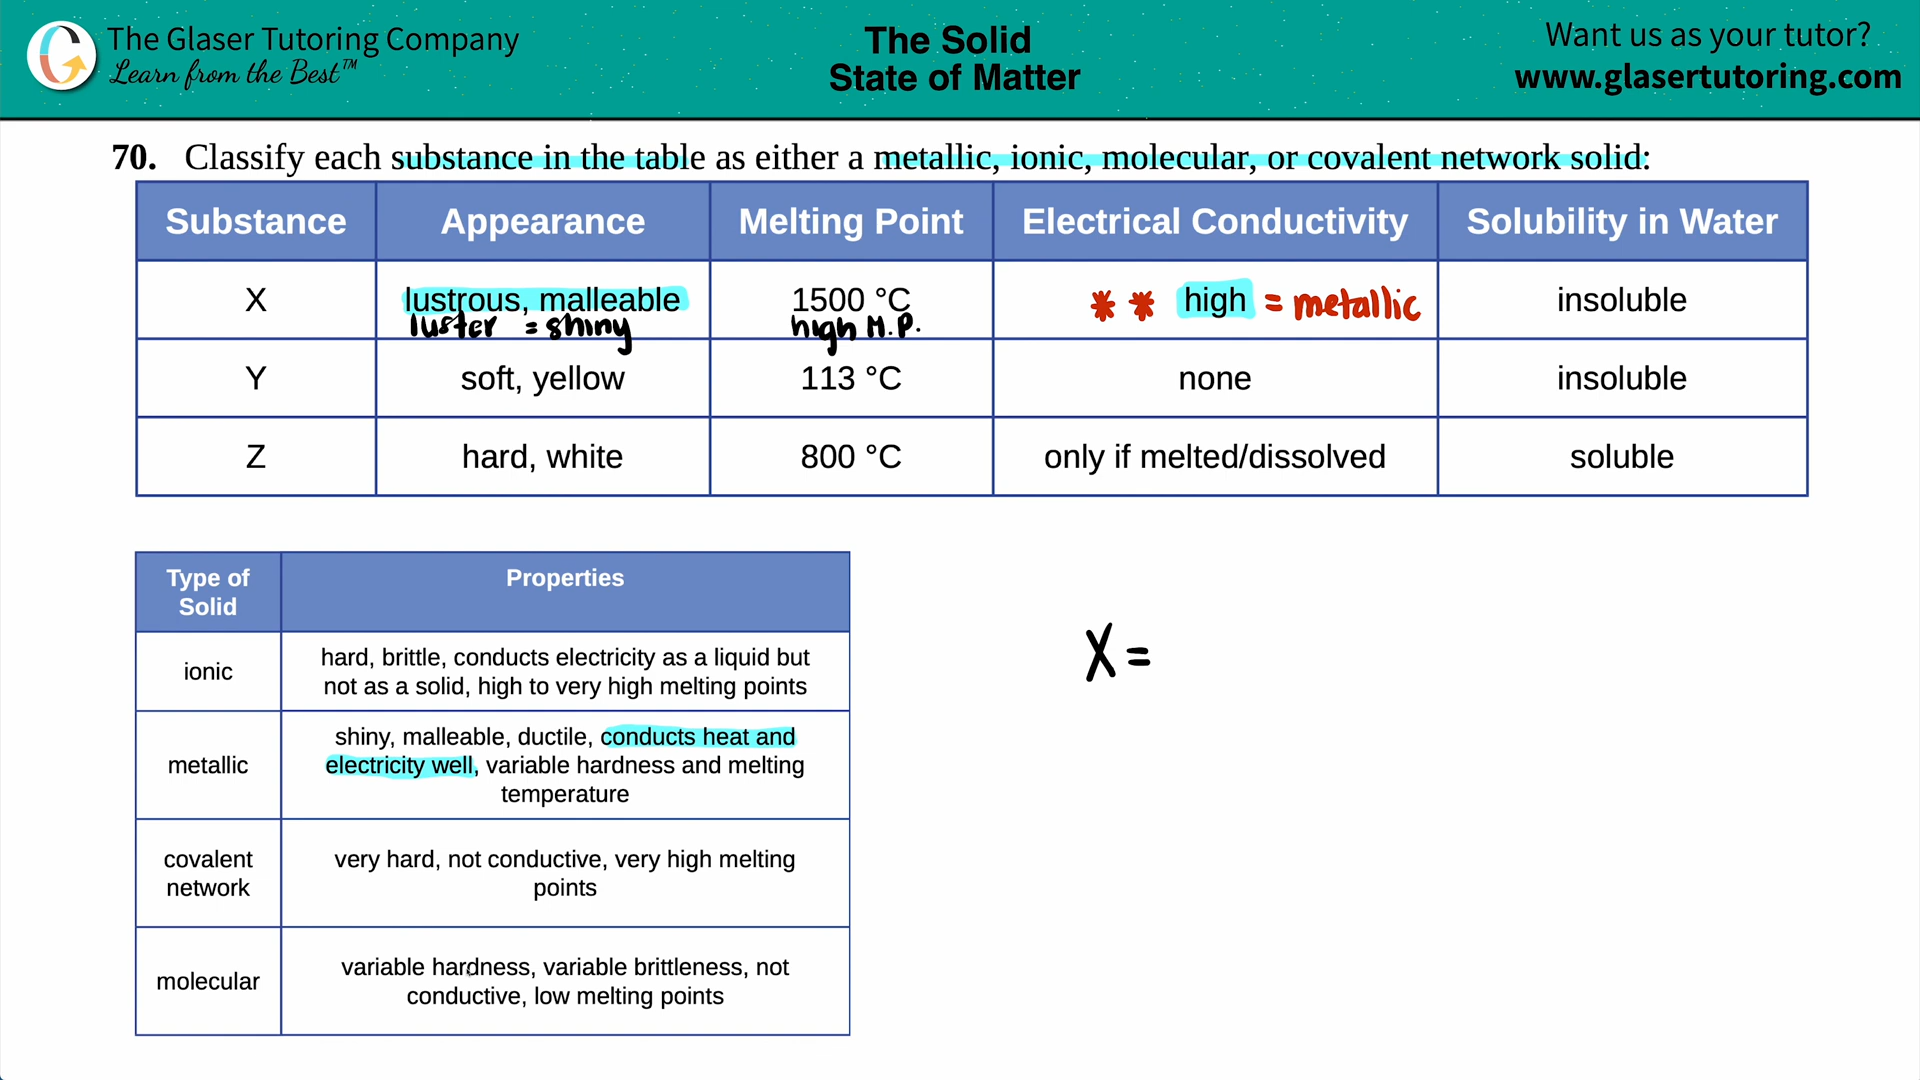 The Glaser Tutoring Company
Learn from the Best™
The Solid
State of Matter
Want us as your tutor?
www.glasertutoring.com
70. Classify each substance in the table as either a metallic, ionic, molecular, or covalent network solid:
Substance Appearance Melting Point Electrical Conductivity Solubility in Water
X lustrous, malleable 1500 °C ** high = metallic insoluble
luster = shiny high M.P.
Y soft, yellow 113 °C none insoluble
Z hard, white 800 °C only if melted/dissolved soluble
Type of
Solid
Properties
ionic
hard, brittle, conducts electricity as a liquid but
not as a solid, high to very high melting points
metallic
shiny, malleable, ductile, conducts heat and
electricity well, variable hardness and melting
temperature
covalent
network
very hard, not conductive, very high melting
points
molecular
variable hardness, variable brittleness, not
conductive, low melting points
X =